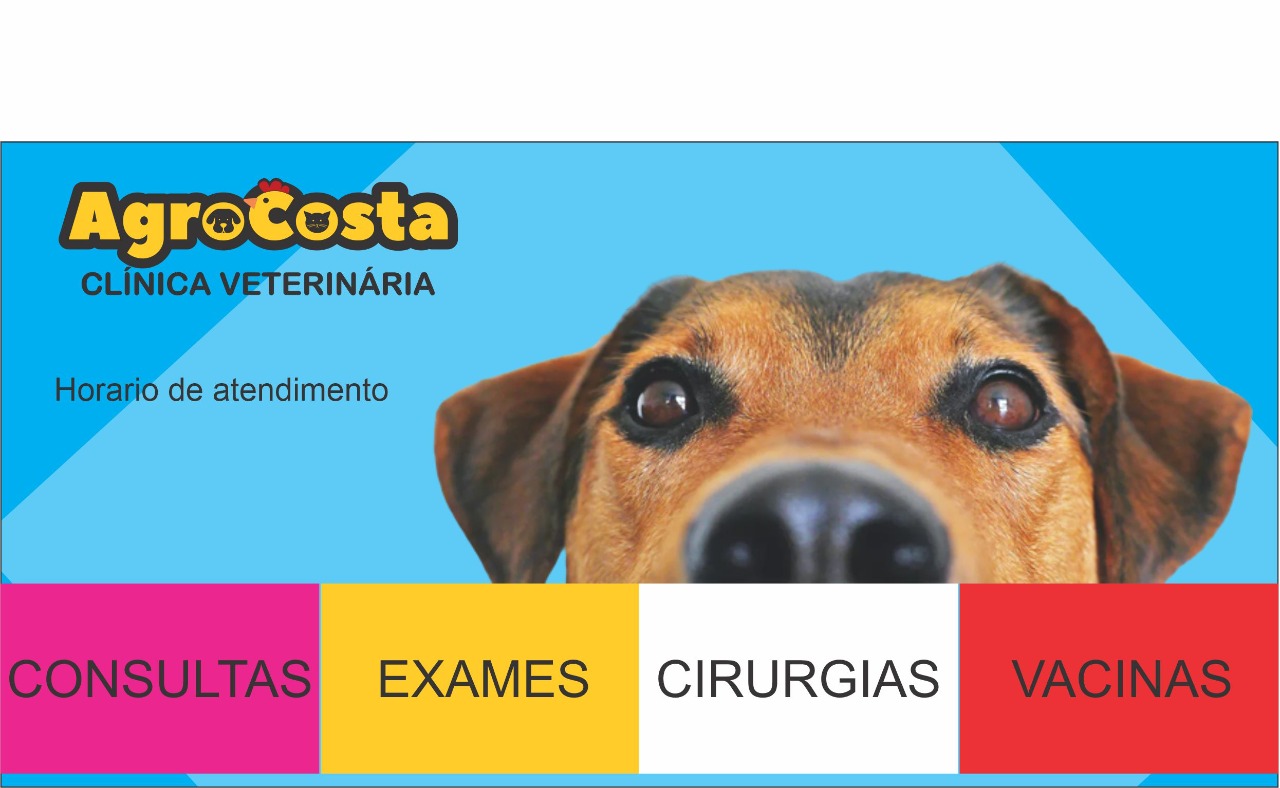 AgroCosta
CLÍNICA VETERINÁRIA
Horario de atendimento
CONSULTAS EXAMES CIRURGIAS VACINAS